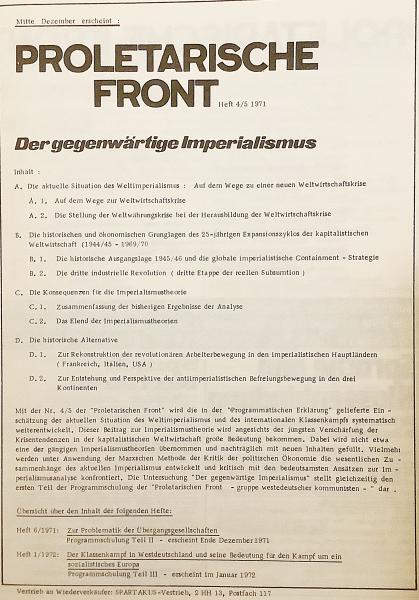 Mitte Dezember erscheint :
PROLETARISCHE
FRONT Heft 4/5 1971
Der gegenwärtige Imperialismus
Inhalt :
A. Die aktuelle Situation des Weltimperialismus : Auf dem Wege zu einer neuen Weltwirtschaftskrise
A. 1. Auf dem Wege zur Weltwirtschaftskrise
A. 2. Die Stellung der Weltwährungskrise bei der Herausbildung der Weltwirtschaftskrise
B. Die historischen und ökonomischen Grunglagen des 25-jährigen Expansionszyklos der kapitalistischen
Weltwirtschaft (1944/45 - 1969/70
B. 1. Die historische Ausgangslage 1945/46 und die globale imperialistische Containment - Strategie
B. 2. Die dritte industrielle Revolution ( dritte Etappe der reellen Subsumtion )
C. Die Konsequenzen für die Imperialismustheorie
C. 1. Zusammenfassung der bisherigen Ergebnisse der Analyse
C. 2. Das Elend der Imperialismustheorien
D. Die historische Alternative
D. 1. Zur Rekonstruktion der revolutionären Arbeiterbewegung in den imperialistischen Hauptländern
( Frankreich, Italien, USA )
D. 2. Zur Entstehung und Perspektive der antiimperialistischen Befreiungsbewegung in den drei
Kontinenten
Mit der Nr. 4/5 der "Proletarischen Front" wird die in der "Programmatischen Erklärung" gelieferte Ein -
schätzung der aktuellen Situation des Weltimperialismus und des internationalen Klassenkampfs systematisch
weiterentwickelt. Dieser Beitrag zur Imperialismustheorie wird angesichts der jüngsten Verschärfung der
Krisentendenzen in der kapitalistischen Weltwirtschaft große Bedeutung bekommen. Dabei wird nicht etwa
eine der gängigen Imperialismustheorien übernommen und nachträglich mit neuen Inhalten gefüllt. Vielmehr
werden unter Anwendung der Marxschen Methode der Kritik der politischen Ökonomie die wesentlichen Zu -
sammenhänge des aktuellen Imperialismus entwickelt und kritisch mit den bedeutsamsten Ansätzen zur Im-
perialismusanalyse konfrontiert. Die Untersuchung "Der gegenwärtige Imperialismus" stellt gleichzeitig den
ersten Teil der Programmschulung der "Proletarischen Front - gruppe westedeutscher kommunisten - " dar .
Übersicht über den Inhalt der folgenden Hefte:
Heft 6/1971: Zur Problematik der Übergangsgesellschaften
Programmschulung Teil II - erscheint Ende Dezember 1971
Heft 1/1972: Der Klassenkampf in Westdeutschland und seine Bedeutung für den Kampf um ein
sozialistisches Europa
Programmschulung Teil III - erscheint im Januar 1972
Vertrieb an Wiederverkäufer: SPARTAKUS-Vertrieb, 2 HH 13, Postfach 117